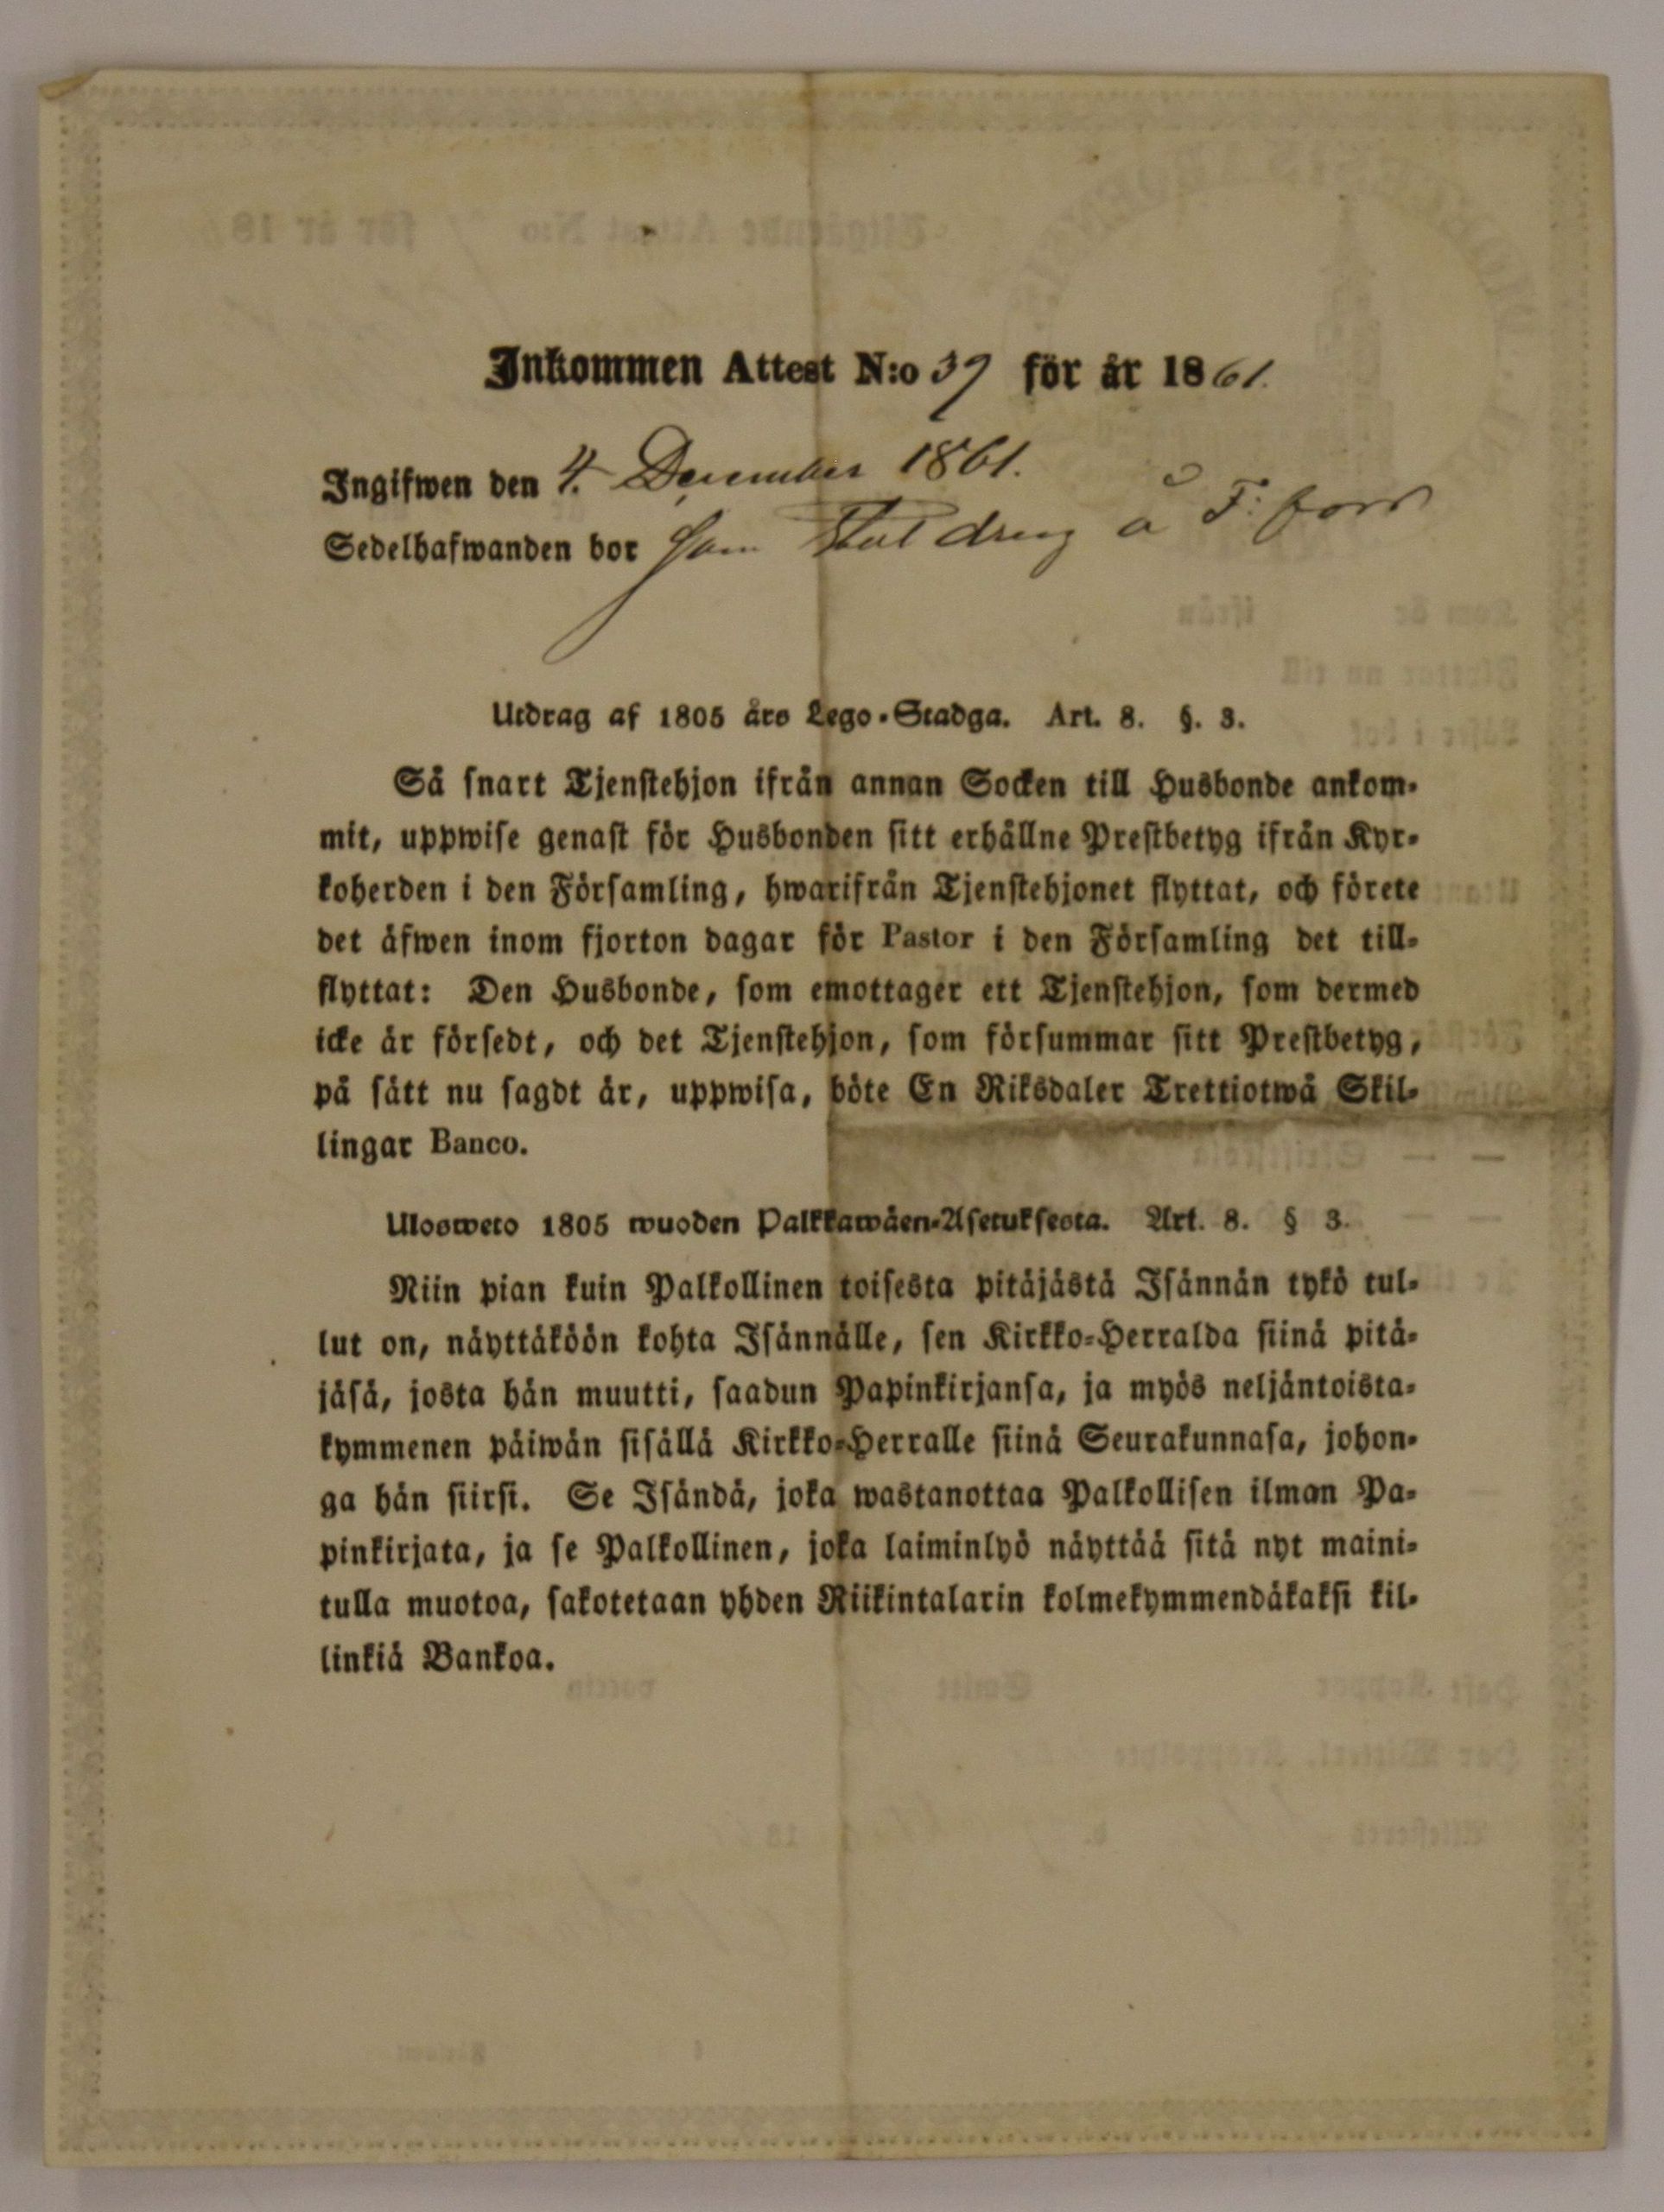 Inkommen Attest N:o 39 för år 1861.
Ingifwen den 4. December 1861.
Sedelhafwanden bor som dreng å F:
Utdrag af 1805 års Lego-Stadga. Art. 8. §. 3.
Så snart Tjenstehjon ifrån annan Socken till Husbonde ankom-
mit, uppwise genast för Husbonden sitt erhållne Prestbetyg ifrån Kyr-
koherden i den Församling, hwarifrån Tjenstehjonet flyttat, och förete
det äfwen inom fjorton dagar för Pastor i den Församling det till-
flyttat: Den Husbonde, som emottager ett Tjenstehjon, som dermed
icke är försedt, och det Tjenstehjon, som försummar sitt Prestbetyg,
på sätt nu sagdt är, uppwisa, böte En Riksdaler Trettiotwå Skil-
lingar Banco.
Ulosweto 1805 wuoden Palkkawäen-Asetuksesta. Art. 8. § 3.
Niin pian kuin Palkollinen toisesta pitäjästä Isännän tykö tul-
lut on, näyttäköön kohta Isännälle, sen Kirkko-Herralda siinä pitä-
jäsä, josta hän muutti, saadun Papinkirjansa, ja myös neljäntoista-
kymmenen päiwän sisällä Kirkko-Herralle siinä Seurakunnasa, johon-
ga hän siirsi. Se Isändä, joka wastanottaa Palkollisen ilman Pa-
pinkirjata, ja se Palkollinen, joka laiminlyö näyttää sitä nyt maini-
tulla muotoa, sakotetaan yhden Riikintalarin kolmekymmendäkaksi kil-
linkiä Bankoa.